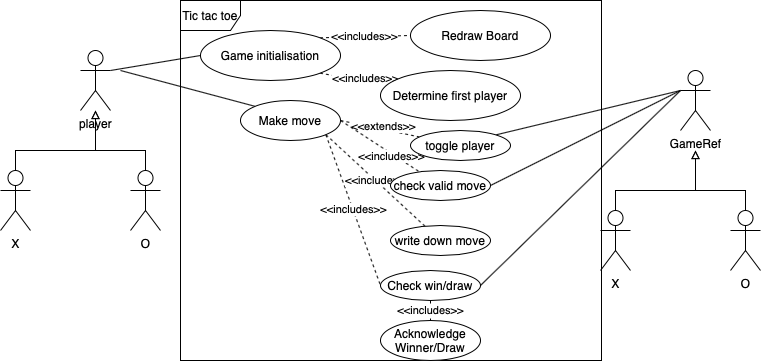 Tic tac toe
<<includes>>
Redraw Board
Game initialisation
<<includes>>
Determine first player
player
Make move
<<extends>>
toggle player
GameRef
<<includes>>
<<includes
check valid move
<<includes>>
X
O
write down move
X
O
Check win/draw
<<includes>>
Acknowledge
Winner/Draw